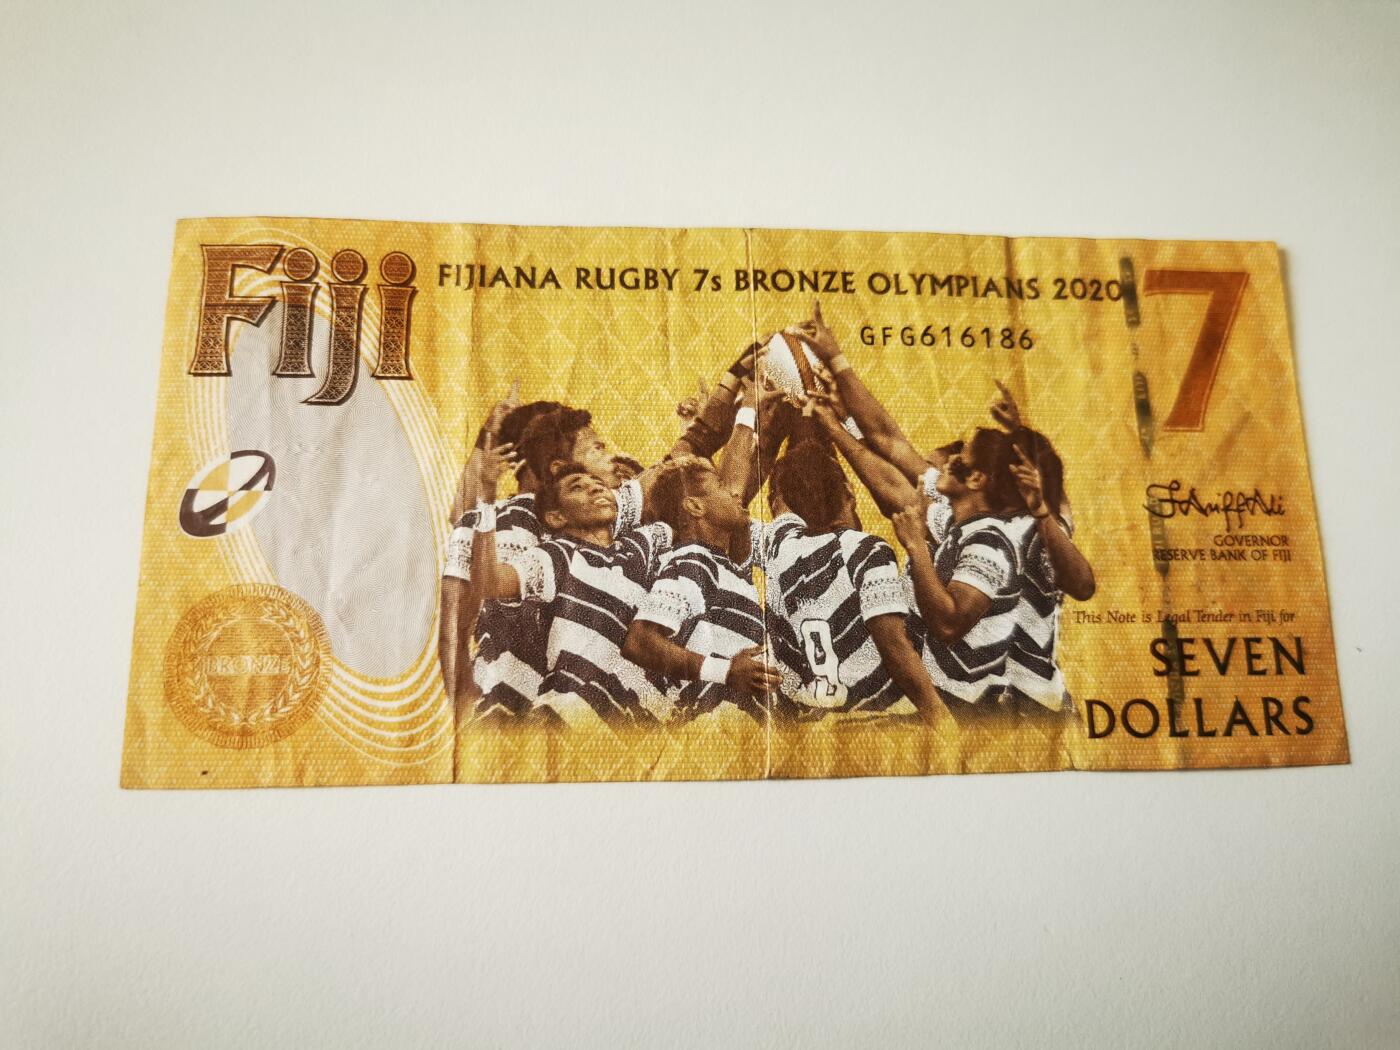 Fiji
FIJIANA RUGBY 7s BRONZE OLYMPIANS 2020
7
GFG616186
GOVERNOR
RESERVE BANK OF FIJI
This Note is Legal Tender in Fiji for
SEVEN
DOLLARS
BRONZE